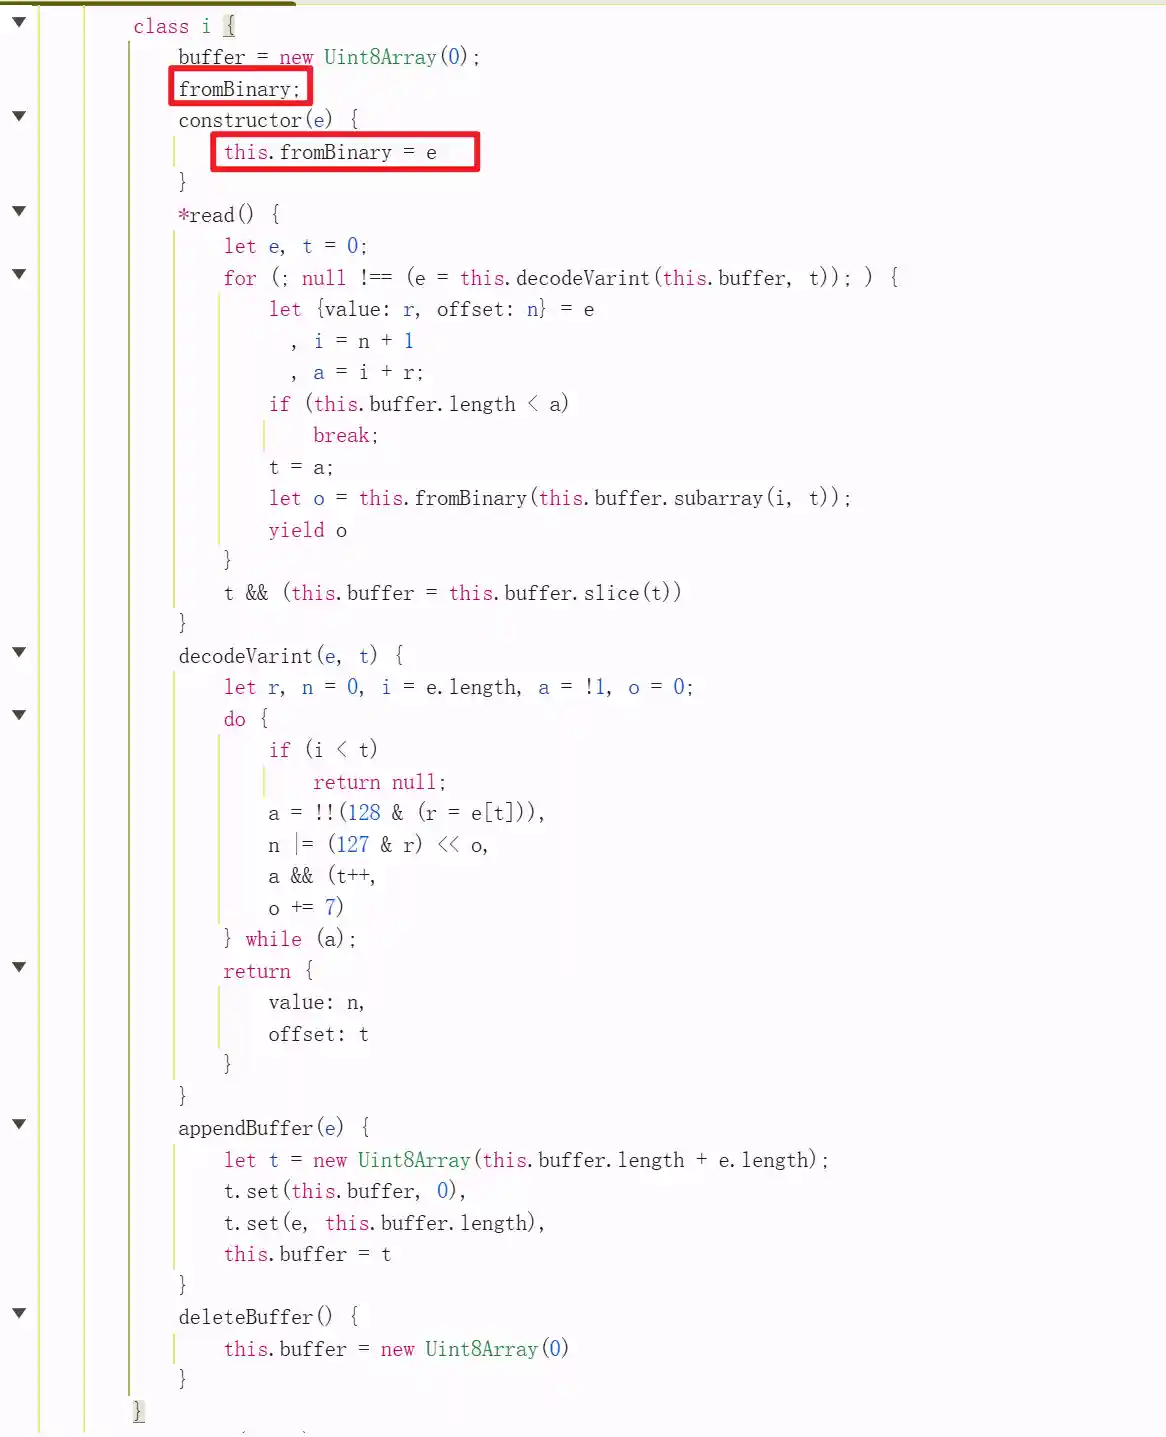 class i {
buffer = new Uint8Array(0);
fromBinary;
constructor(e) {
this.fromBinary = e
}
*read() {
let e, t = 0;
for (; null !== (e = this.decodeVarint(this.buffer, t)); ) {
let {value: r, offset: n} = e
, i = n + 1
, a = i + r;
if (this.buffer.length < a)
break;
t = a;
let o = this.fromBinary(this.buffer.subarray(i, t));
yield o
}
t && (this.buffer = this.buffer.slice(t))
}
decodeVarint(e, t) {
let r, n = 0, i = e.length, a = !1, o = 0;
do {
if (i < t)
return null;
a = !!(128 & (r = e[t])),
n |= (127 & r) << o,
a && (t++,
o += 7)
} while (a);
return {
value: n,
offset: t
}
}
appendBuffer(e) {
let t = new Uint8Array(this.buffer.length + e.length);
t.set(this.buffer, 0),
t.set(e, this.buffer.length),
this.buffer = t
}
deleteBuffer() {
this.buffer = new Uint8Array(0)
}
}